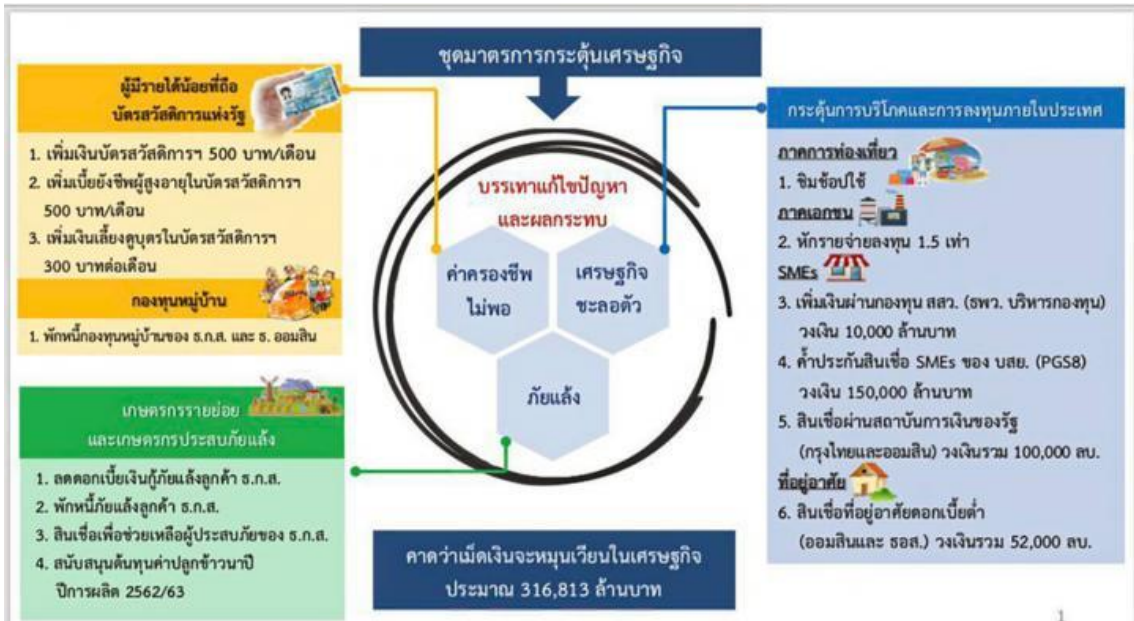 ชุดมาตรการกระตุ้นเศรษฐกิจ
ผู้มีรายได้น้อยที่ถือ
บัตรสวัสดิการแห่งรัฐ
1. เพิ่มเงินบัตรสวัสดิการฯ 500 บาท/เดือน
2. เพิ่มเบี้ยยังชีพผู้สูงอายุในบัตรสวัสดิการฯ
500 บาท/เดือน
3. เพิ่มเงินเลี้ยงดูบุตรในบัตรสวัสดิการฯ
300 บาทต่อเดือน
กองทุนหมู่บ้าน
1. พักหนี้กองทุนหมู่บ้านของ ธ.ก.ส. และ ธ. ออมสิน
เกษตรกรรายย่อย
และเกษตรกรประสบภัยแล้ง
1. ลดดอกเบี้ยเงินกู้ภัยแล้งลูกค้า ธ.ก.ส.
2. พักหนี้ภัยแล้งลูกค้า ธ.ก.ส.
3. สินเชื่อเพื่อช่วยเหลือผู้ประสบภัยของ ธ.ก.ส.
4. สนับสนุนต้นทุนค่าปลูกข้าวนาปี
ปีการผลิต 2562/63
บรรเทาแก้ไขปัญหา
และผลกระทบ
ค่าครองชีพ
ไม่พอ
เศรษฐกิจ
ชะลอตัว
ภัยแล้ง
คาดว่าเม็ดเงินจะหมุนเวียนในเศรษฐกิจ
ประมาณ 316,813 ล้านบาท
กระตุ้นการบริโภคและการลงทุนภายในประเทศ
ภาคการท่องเที่ยว
1. ชิมช้อปใช้
ภาคเอกชน
2. หักรายจ่ายลงทุน 1.5 เท่า
SMEs
3. เพิ่มเงินผ่านกองทุน สสว. (ธพว. บริหารกองทุน)
วงเงิน 10,000 ล้านบาท
4. ค้ำประกันสินเชื่อ SMEs ของ บสย. (PGS8)
วงเงิน 150,000 ล้านบาท
5. สินเชื่อผ่านสถาบันการเงินของรัฐ
(กรุงไทยและออมสิน) วงเงินรวม 100,000 ลบ.
ที่อยู่อาศัย
6. สินเชื่อที่อยู่อาศัยดอกเบี้ยต่ำ
(ออมสินและ ธอส.) วงเงินรวม 52,000 ลบ.
1